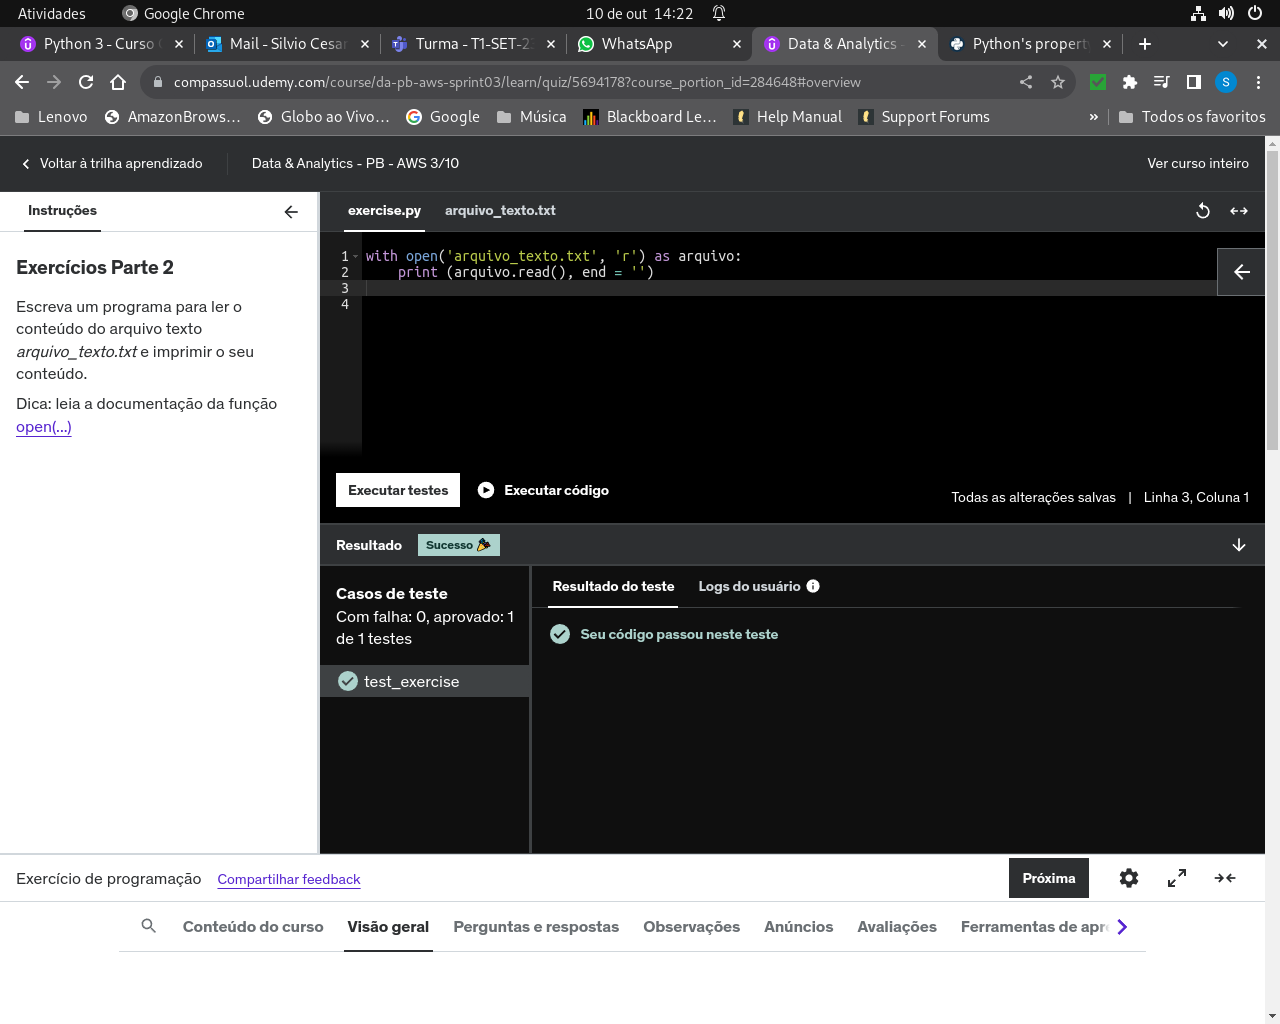 Atividades
Google Chrome
10 de out 14:22
Python 3 - Curso
Mail - Silvio Cesar
Turma - T1-SET-2
WhatsApp
Data & Analytics -
Python's property
compassuol.udemy.com/course/da-pb-aws-sprint03/learn/quiz/5694178?course_portion_id=284648#overview
S
Lenovo
AmazonBrows...
Globo ao Vivo...
Google
Música
Blackboard Le...
Help Manual
Support Forums
»
Todos os favoritos
Voltar à trilha aprendizado
Data & Analytics - PB - AWS 3/10
Ver curso inteiro
Instruções
exercise.py
arquivo_texto.txt
Exercícios Parte 2
Escreva um programa para ler o
conteúdo do arquivo texto
arquivo_texto.txt e imprimir o seu
conteúdo.
Dica: leia a documentação da função
open(...)
1 with open('arquivo_texto.txt', 'r') as arquivo:
2 print (arquivo.read(), end = '')
3
4
Executar testes
Executar código
Todas as alterações salvas | Linha 3, Coluna 1
Resultado
Sucesso
Casos de teste
Com falha: 0, aprovado: 1
de 1 testes
test_exercise
Resultado do teste
Logs do usuário
Seu código passou neste teste
Exercício de programação
Compartilhar feedback
Próxima
Conteúdo do curso
Visão geral
Perguntas e respostas
Observações
Anúncios
Avaliações
Ferramentas de apr